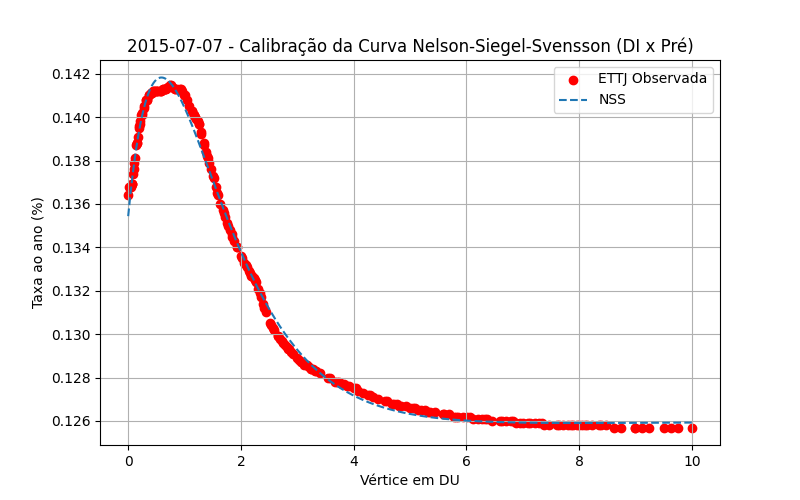 2015-07-07 - Calibração da Curva Nelson-Siegel-Svensson (DI x Pré)
ETTJ Observada
NSS
Taxa ao ano (%)
0.142
0.140
0.138
0.136
0.134
0.132
0.130
0.128
0.126
0 2 4 6 8 10
Vértice em DU